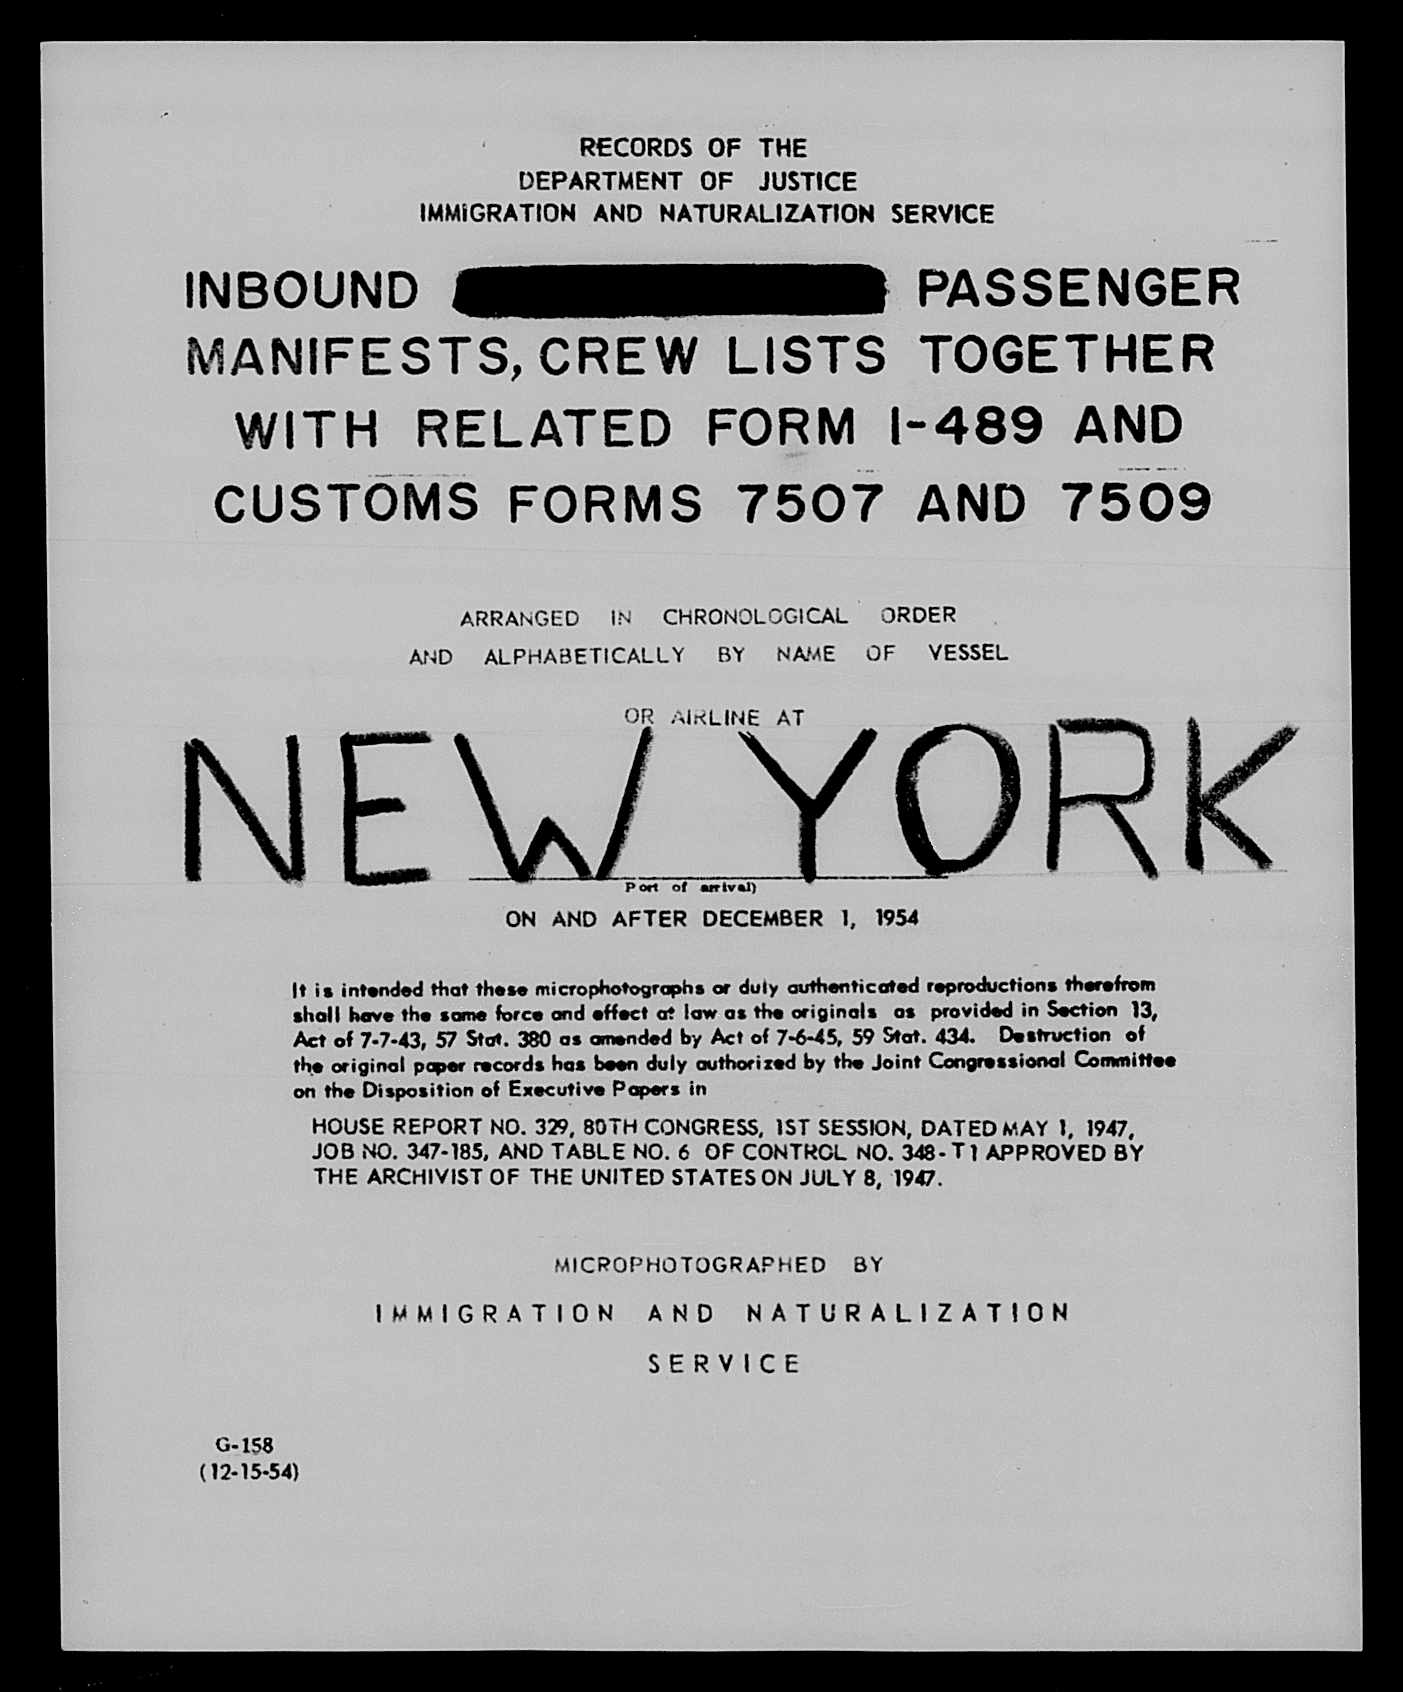 RECORDS OF THE
DEPARTMENT OF JUSTICE
IMMIGRATION AND NATURALIZATION SERVICE
INBOUND PASSENGER
MANIFESTS, CREW LISTS TOGETHER
WITH RELATED FORM I-489 AND
CUSTOMS FORMS 7507 AND 7509
ARRANGED IN CHRONOLOGICAL ORDER
AND ALPHABETICALLY BY NAME OF VESSEL
OR AIRLINE AT
NEW YORK
Port of arrival)
ON AND AFTER DECEMBER 1, 1954
It is intended that these microphotographs or duly authenticated reproductions therefrom
shall have the same force and effect at law as the originals as provided in Section 13,
Act of 7-7-43, 57 Stat. 380 as amended by Act of 7-6-45, 59 Stat. 434. Destruction of
the original paper records has been duly authorized by the Joint Congressional Committee
on the Disposition of Executive Papers in
HOUSE REPORT NO. 329, 80TH CONGRESS, 1ST SESSION, DATED MAY 1, 1947,
JOB NO. 347-185, AND TABLE NO. 6 OF CONTROL NO. 348-T1 APPROVED BY
THE ARCHIVIST OF THE UNITED STATES ON JULY 8, 1947.
MICROPHOTOGRAPHED BY
IMMIGRATION AND NATURALIZATION
SERVICE
G-158
(12-15-54)